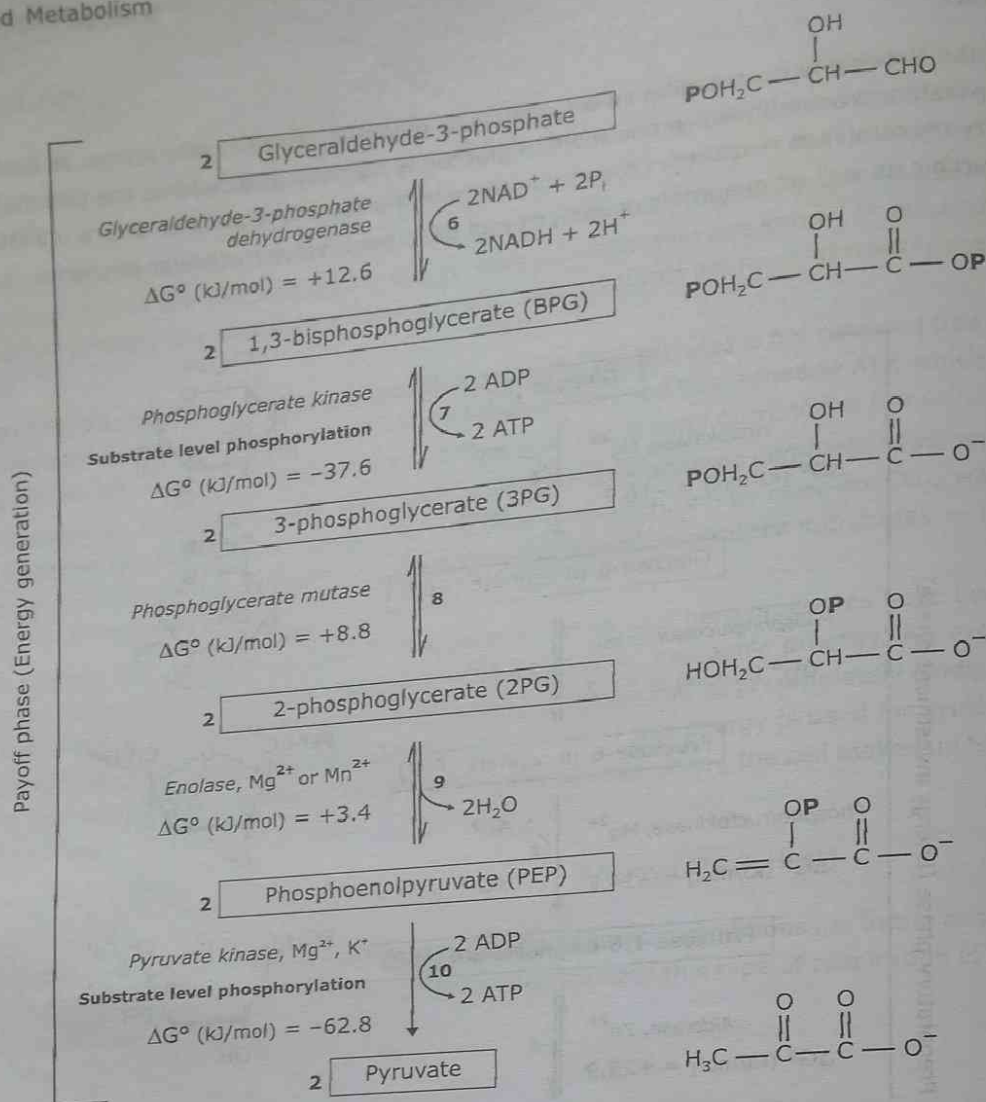 d Metabolism
Payoff phase (Energy generation)
2 Glyceraldehyde-3-phosphate
OH
POH₂C — CH — CHO
Glyceraldehyde-3-phosphate
dehydrogenase
ΔG° (kJ/mol) = +12.6
6
2NAD⁺ + 2Pᵢ
2NADH + 2H⁺
2 1,3-bisphosphoglycerate (BPG)
OH O
POH₂C — CH — C — OP
Phosphoglycerate kinase
Substrate level phosphorylation
ΔG° (kJ/mol) = −37.6
7
2 ADP
2 ATP
2 3-phosphoglycerate (3PG)
OH O
POH₂C — CH — C — O⁻
Phosphoglycerate mutase
ΔG° (kJ/mol) = +8.8
8
2 2-phosphoglycerate (2PG)
OP O
HOH₂C — CH — C — O⁻
Enolase, Mg²⁺ or Mn²⁺
ΔG° (kJ/mol) = +3.4
9
2H₂O
2 Phosphoenolpyruvate (PEP)
OP O
H₂C = C — C — O⁻
Pyruvate kinase, Mg²⁺, K⁺
Substrate level phosphorylation
ΔG° (kJ/mol) = −62.8
10
2 ADP
2 ATP
2 Pyruvate
O O
H₃C — C — C — O⁻